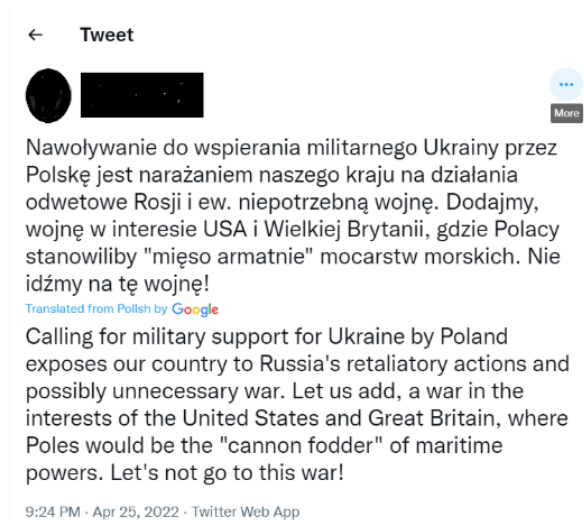 ← Tweet
...
More
Nawoływanie do wspierania militarnego Ukrainy przez
Polskę jest narażaniem naszego kraju na działania
odwetowe Rosji i ew. niepotrzebną wojnę. Dodajmy,
wojnę w interesie USA i Wielkiej Brytanii, gdzie Polacy
stanowiliby "mięso armatnie" mocarstw morskich. Nie
idźmy na tę wojnę!
Translated from Polish by Google
Calling for military support for Ukraine by Poland
exposes our country to Russia's retaliatory actions and
possibly unnecessary war. Let us add, a war in the
interests of the United States and Great Britain, where
Poles would be the "cannon fodder" of maritime
powers. Let's not go to this war!
9:24 PM · Apr 25, 2022 · Twitter Web App